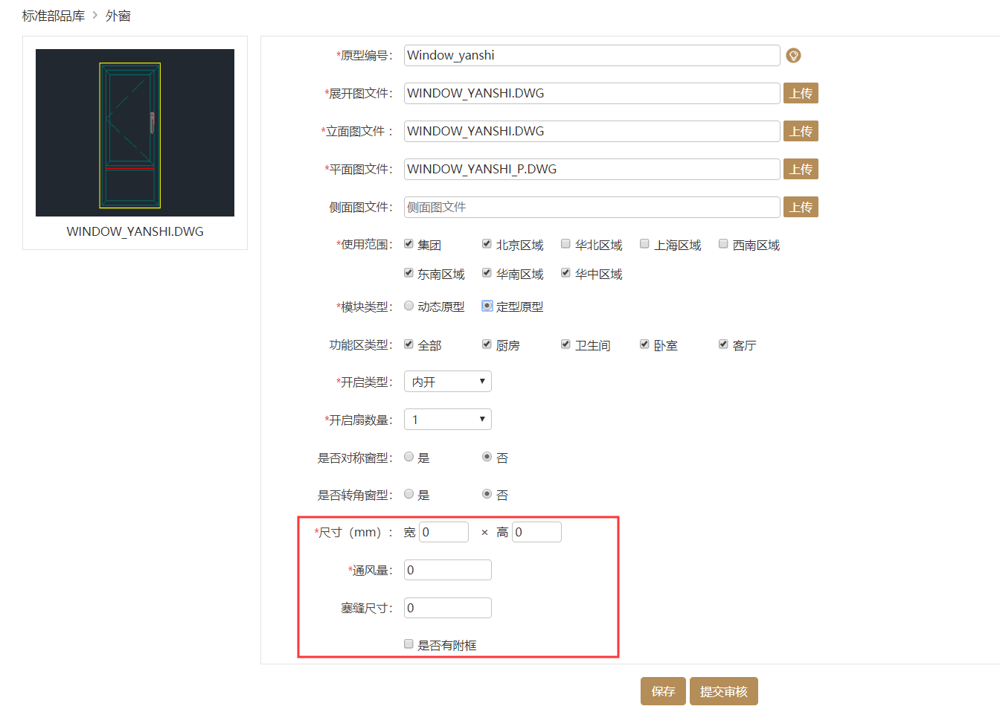 标准部品库 > 外窗
WINDOW_YANSHI.DWG
*原型编号: Window_yanshi
*展开图文件: WINDOW_YANSHI.DWG 上传
*立面图文件: WINDOW_YANSHI.DWG 上传
*平面图文件: WINDOW_YANSHI_P.DWG 上传
侧面图文件: 侧面图文件 上传
*使用范围: 集团 北京区域 华北区域 上海区域 西南区域
东南区域 华南区域 华中区域
*模块类型: 动态原型 定型原型
功能区类型: 全部 厨房 卫生间 卧室 客厅
*开启类型: 内开
*开启扇数量: 1
是否对称窗型: 是 否
是否转角窗型: 是 否
*尺寸（mm）: 宽 0 × 高 0
*通风量: 0
塞缝尺寸: 0
是否有附框
保存 提交审核